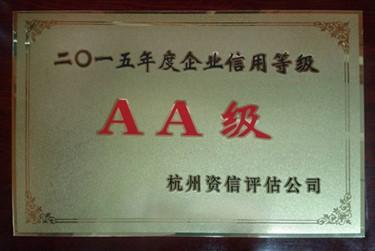 二〇一五年度企业信用等级
AA级
杭州资信评估公司